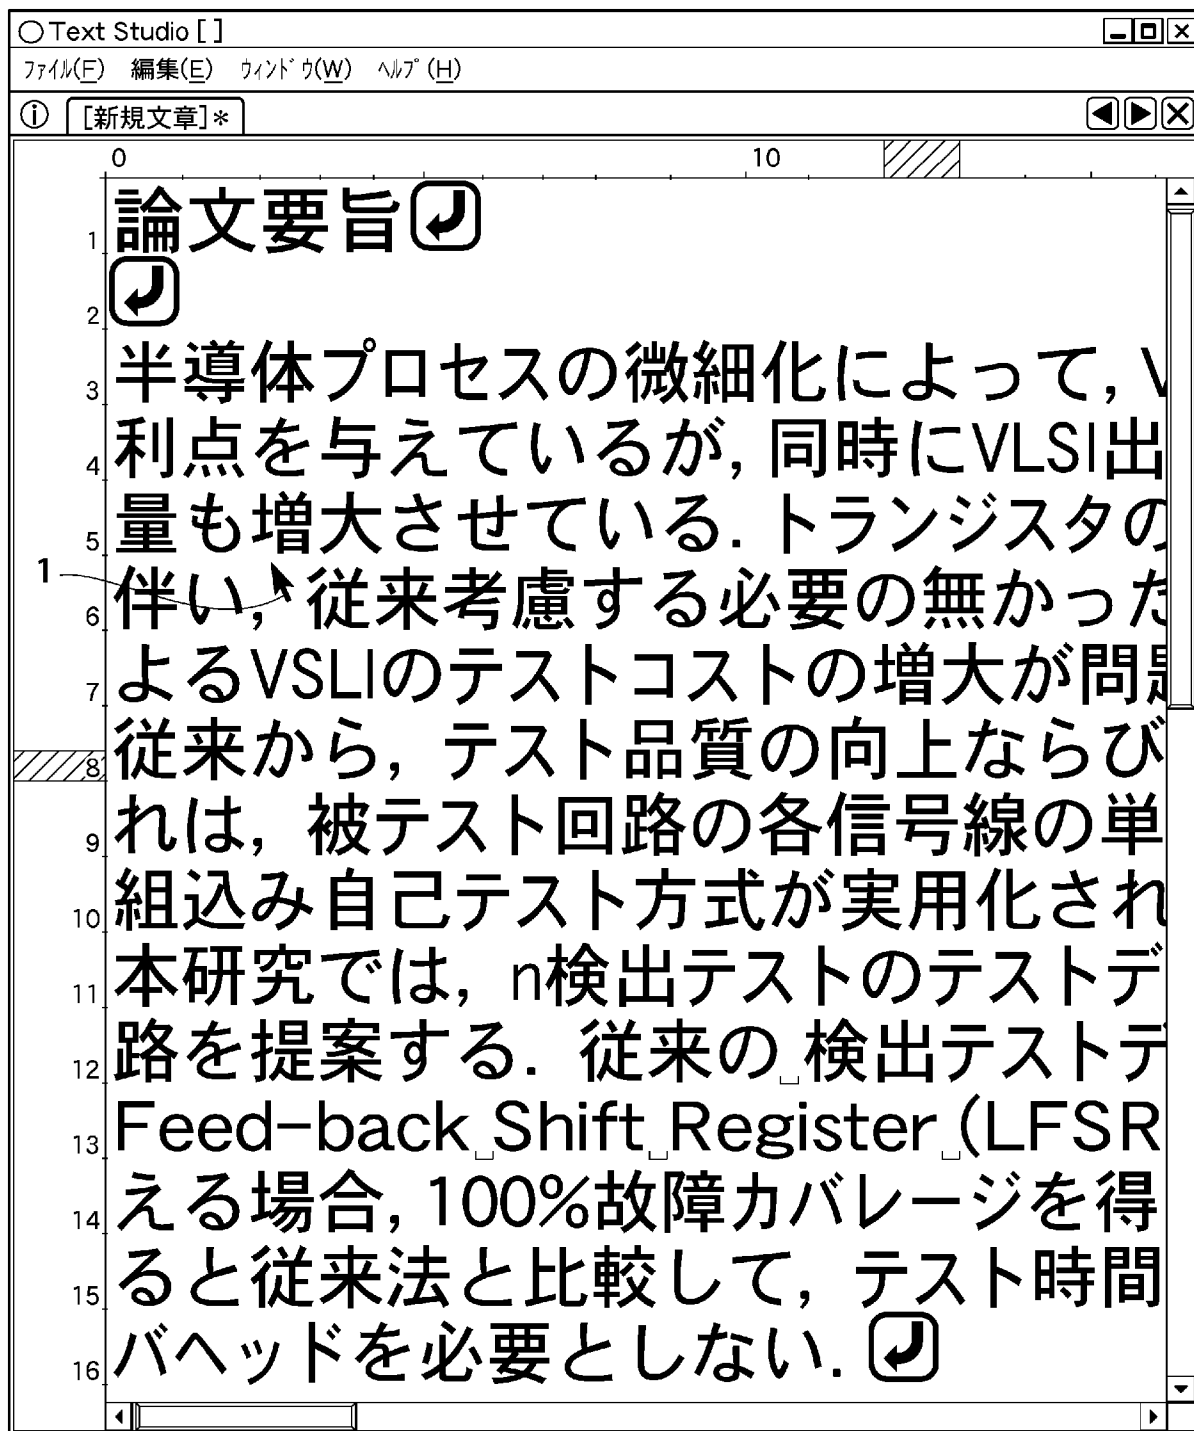 Text Studio [ ]
ファイル(F) 編集(E) ウィンドウ(W) ヘルプ(H)
[新規文章]*
0 10
1 論文要旨
2
3 半導体プロセスの微細化によって, V
4 利点を与えているが, 同時にVLSI出
5 量も増大させている. トランジスタの
1
6 伴い, 従来考慮する必要の無かった
7 よるVSLIのテストコストの増大が問題
8 従来から, テスト品質の向上ならび
9 れは, 被テスト回路の各信号線の単
10 組込み自己テスト方式が実用化され
11 本研究では, n検出テストのテストデ
12 路を提案する. 従来の 検出テストデ
13 Feed-back Shift Register (LFSR
14 える場合, 100%故障カバレージを得
15 ると従来法と比較して, テスト時間
16 バヘッドを必要としない.